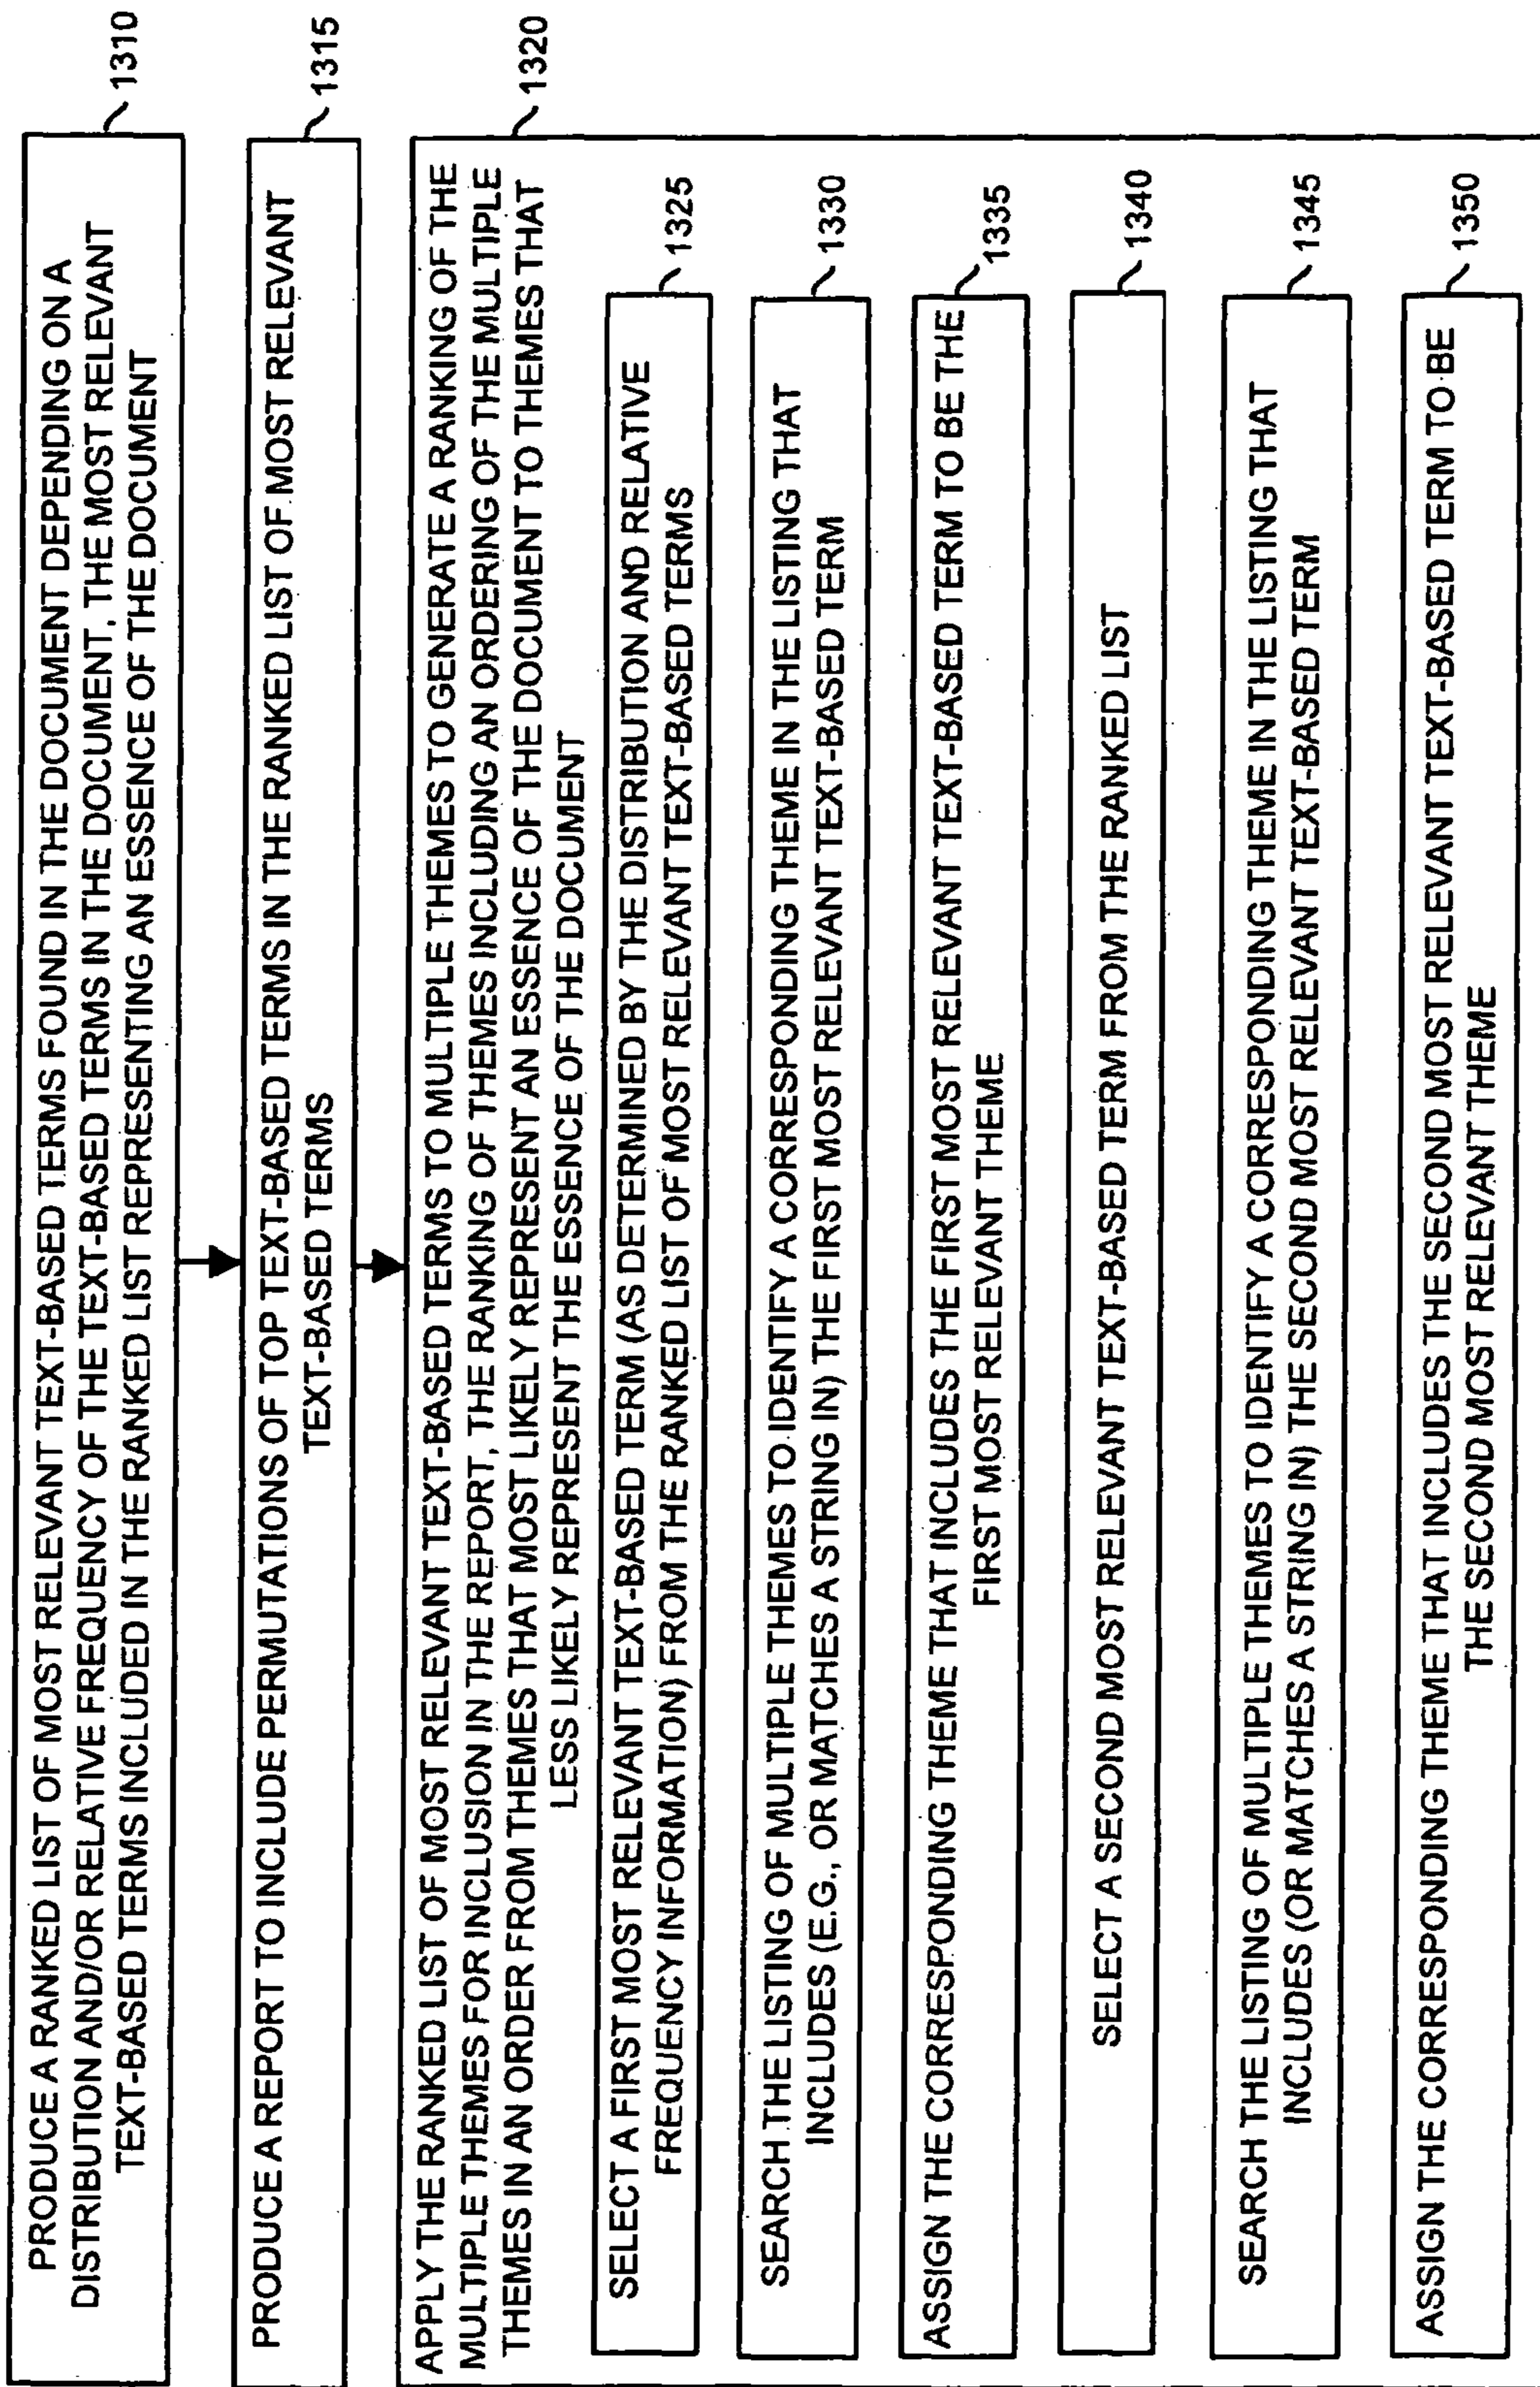 PRODUCE A RANKED LIST OF MOST RELEVANT TEXT-BASED TERMS FOUND IN THE DOCUMENT DEPENDING ON A
DISTRIBUTION AND/OR RELATIVE FREQUENCY OF THE TEXT-BASED TERMS IN THE DOCUMENT, THE MOST RELEVANT
TEXT-BASED TERMS INCLUDED IN THE RANKED LIST REPRESENTING AN ESSENCE OF THE DOCUMENT
1310
PRODUCE A REPORT TO INCLUDE PERMUTATIONS OF TOP TEXT-BASED TERMS IN THE RANKED LIST OF MOST RELEVANT
TEXT-BASED TERMS
1315
APPLY THE RANKED LIST OF MOST RELEVANT TEXT-BASED TERMS TO MULTIPLE THEMES TO GENERATE A RANKING OF THE
MULTIPLE THEMES FOR INCLUSION IN THE REPORT, THE RANKING OF THEMES INCLUDING AN ORDERING OF THE MULTIPLE
THEMES IN AN ORDER FROM THEMES THAT MOST LIKELY REPRESENT AN ESSENCE OF THE DOCUMENT TO THEMES THAT
LESS LIKELY REPRESENT THE ESSENCE OF THE DOCUMENT
1320
SELECT A FIRST MOST RELEVANT TEXT-BASED TERM (AS DETERMINED BY THE DISTRIBUTION AND RELATIVE
FREQUENCY INFORMATION) FROM THE RANKED LIST OF MOST RELEVANT TEXT-BASED TERMS
1325
SEARCH THE LISTING OF MULTIPLE THEMES TO IDENTIFY A CORRESPONDING THEME IN THE LISTING THAT
INCLUDES (E.G., OR MATCHES A STRING IN) THE FIRST MOST RELEVANT TEXT-BASED TERM
1330
ASSIGN THE CORRESPONDING THEME THAT INCLUDES THE FIRST MOST RELEVANT TEXT-BASED TERM TO BE THE
FIRST MOST RELEVANT THEME
1335
SELECT A SECOND MOST RELEVANT TEXT-BASED TERM FROM THE RANKED LIST
1340
SEARCH THE LISTING OF MULTIPLE THEMES TO IDENTIFY A CORRESPONDING THEME IN THE LISTING THAT
INCLUDES (OR MATCHES A STRING IN) THE SECOND MOST RELEVANT TEXT-BASED TERM
1345
ASSIGN THE CORRESPONDING THEME THAT INCLUDES THE SECOND MOST RELEVANT TEXT-BASED TERM TO BE
THE SECOND MOST RELEVANT THEME
1350